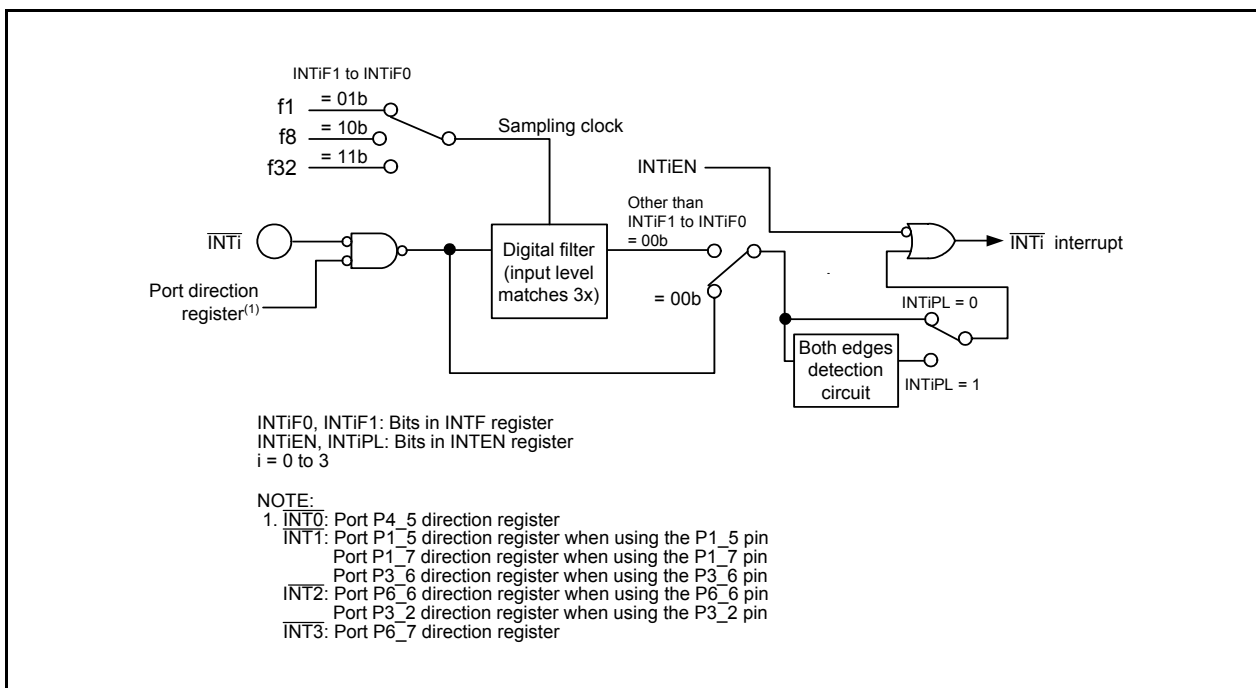 INTiF1 to INTiF0
f1
= 01b
f8
= 10b
f32
= 11b
Sampling clock
INTiEN
Other than
INTiF1 to INTiF0
= 00b
INTi
Digital filter
(input level
matches 3x)
= 00b
Port direction
register(1)
INTi interrupt
INTiPL = 0
Both edges
detection
circuit
INTiPL = 1
INTiF0, INTiF1: Bits in INTF register
INTiEN, INTiPL: Bits in INTEN register
i = 0 to 3
NOTE:
1. INT0: Port P4_5 direction register
INT1: Port P1_5 direction register when using the P1_5 pin
Port P1_7 direction register when using the P1_7 pin
Port P3_6 direction register when using the P3_6 pin
INT2: Port P6_6 direction register when using the P6_6 pin
Port P3_2 direction register when using the P3_2 pin
INT3: Port P6_7 direction register